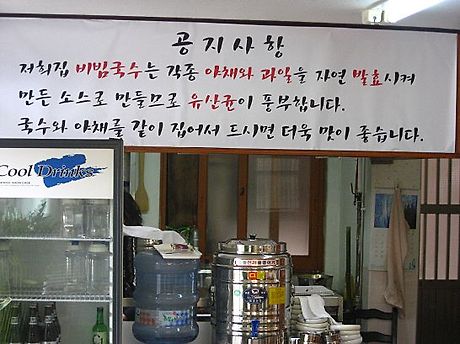 공지사항
저희집 비빔국수는 각종 야채와 과일을 자연 발효시켜
만든 소스로 만들므로 유산균이 풍부합니다.
국수와 야채를 같이 집어서 드시면 더욱 맛이 좋습니다.
Cool Drinks